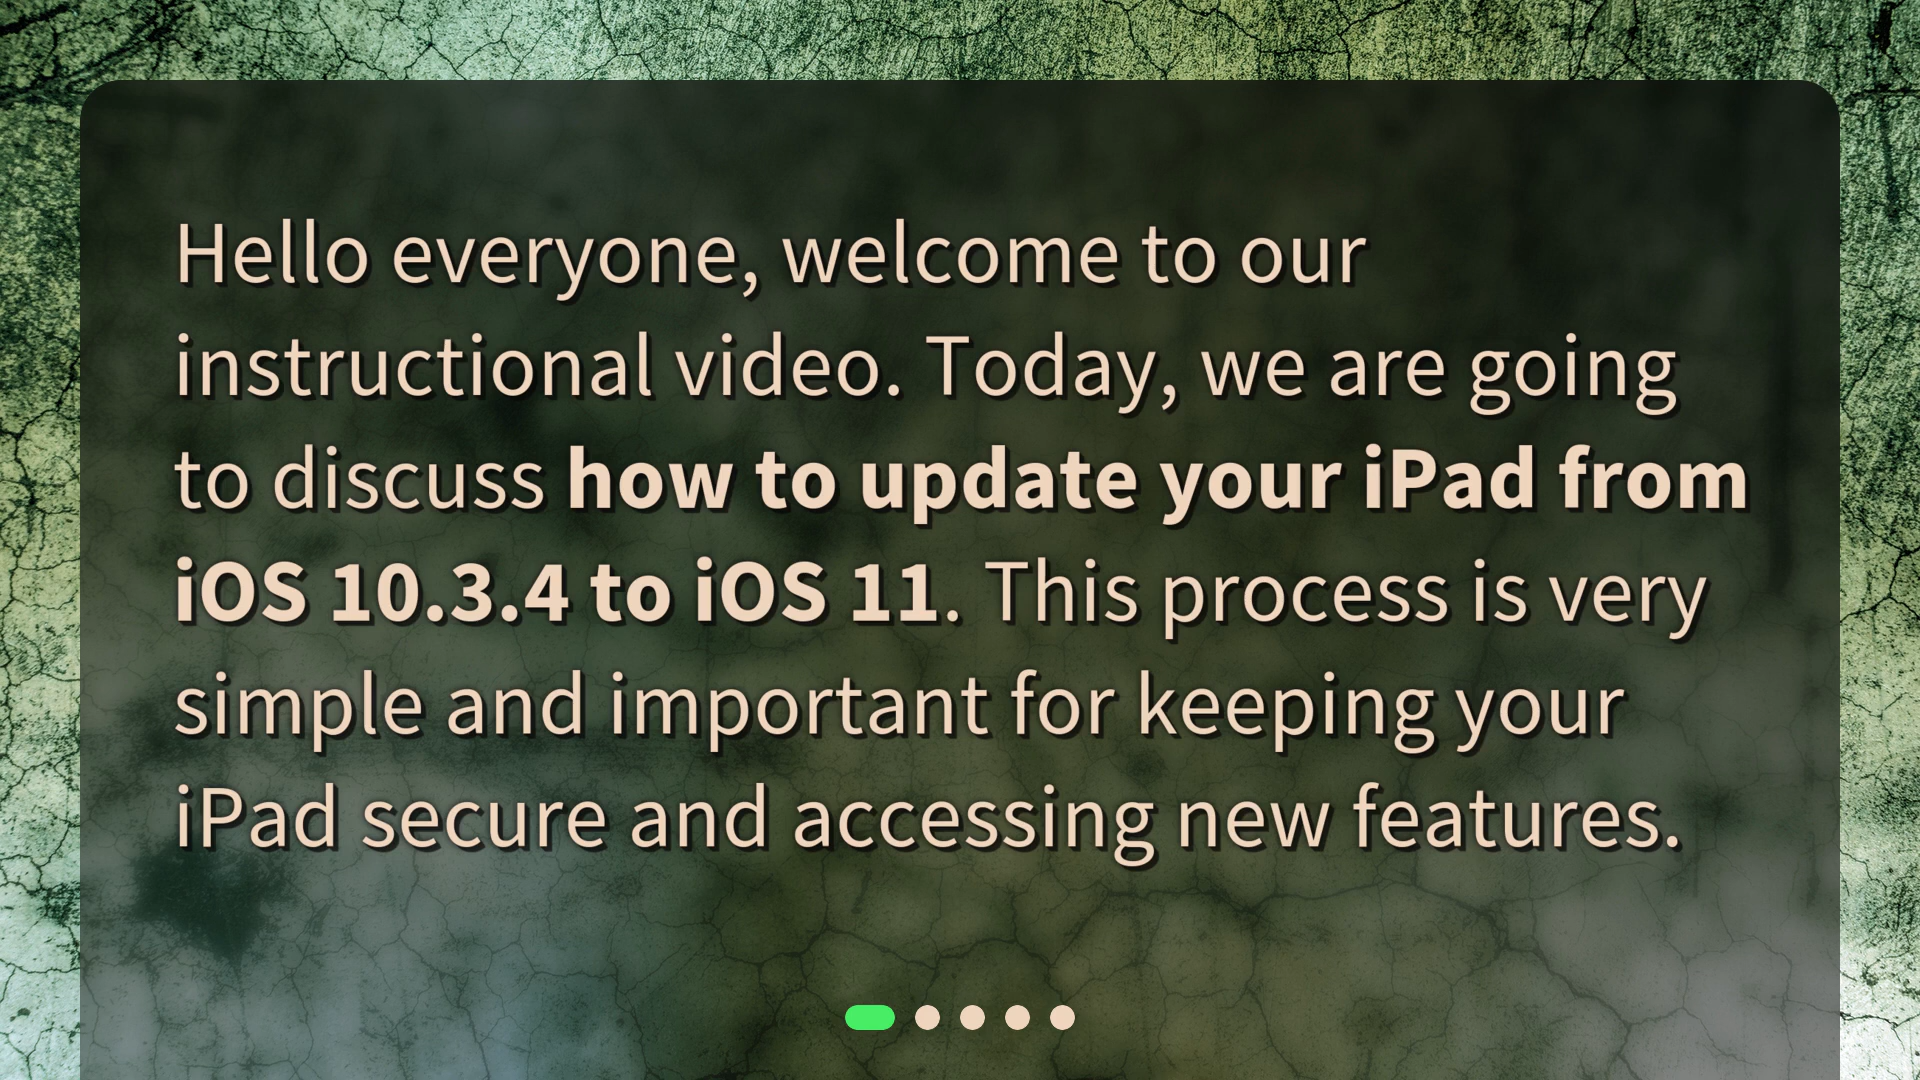 Hello everyone, welcome to our
instructional video. Today, we are going
to discuss how to update your iPad from
iOS 10.3.4 to iOS 11. This process is very
simple and important for keeping your
iPad secure and accessing new features.